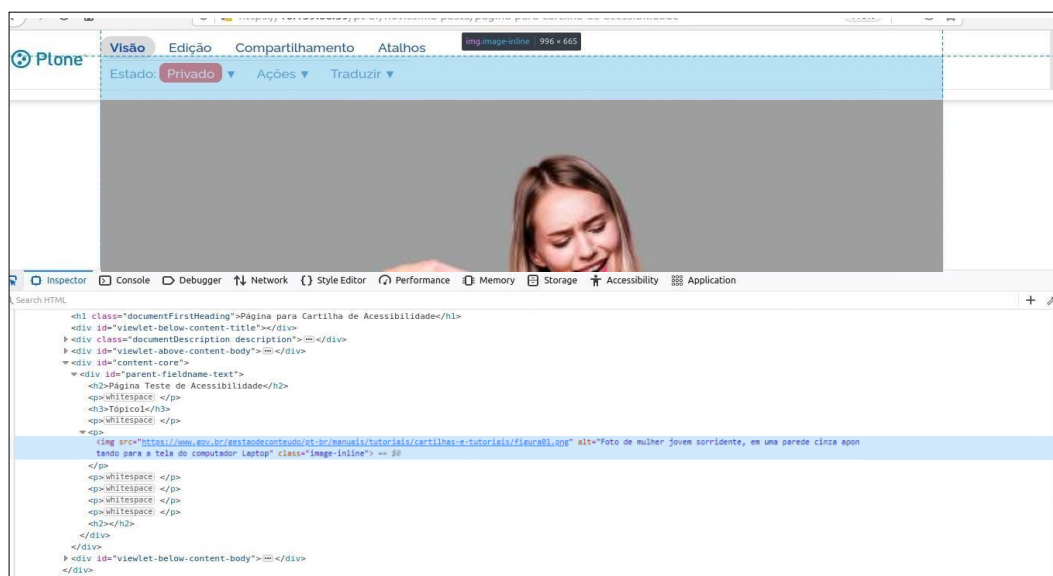 Visão Edição Compartilhamento Atalhos
img.image-inline 996 × 665
Plone
Estado: Privado ▼ Ações ▼ Traduzir ▼
Inspector Console Debugger Network {} Style Editor Performance Memory Storage Accessibility Application
Search HTML
<h1 class="documentFirstHeading">Página para Cartilha de Acessibilidade</h1>
<div id="viewlet-below-content-title"></div>
<div class="documentDescription description">⋯</div>
<div id="viewlet-above-content-body">⋯</div>
<div id="content-core">
<div id="parent-fieldname-text">
<h2>Página Teste de Acessibilidade</h2>
<p>whitespace </p>
<h3>Tópico1</h3>
<p>whitespace </p>
<p>
<img src="https://www.gov.br/gestaodeconteudo/pt-br/manuais/tutoriais/cartilhas-e-tutoriais/figura01.png" alt="Foto de mulher jovem sorridente, em uma parede cinza apon
tando para a tela do computador Laptop" class="image-inline"> == $0
</p>
<p>whitespace </p>
<p>whitespace </p>
<p>whitespace </p>
<p>whitespace </p>
<h2></h2>
</div>
</div>
<div id="viewlet-below-content-body">⋯</div>
</div>